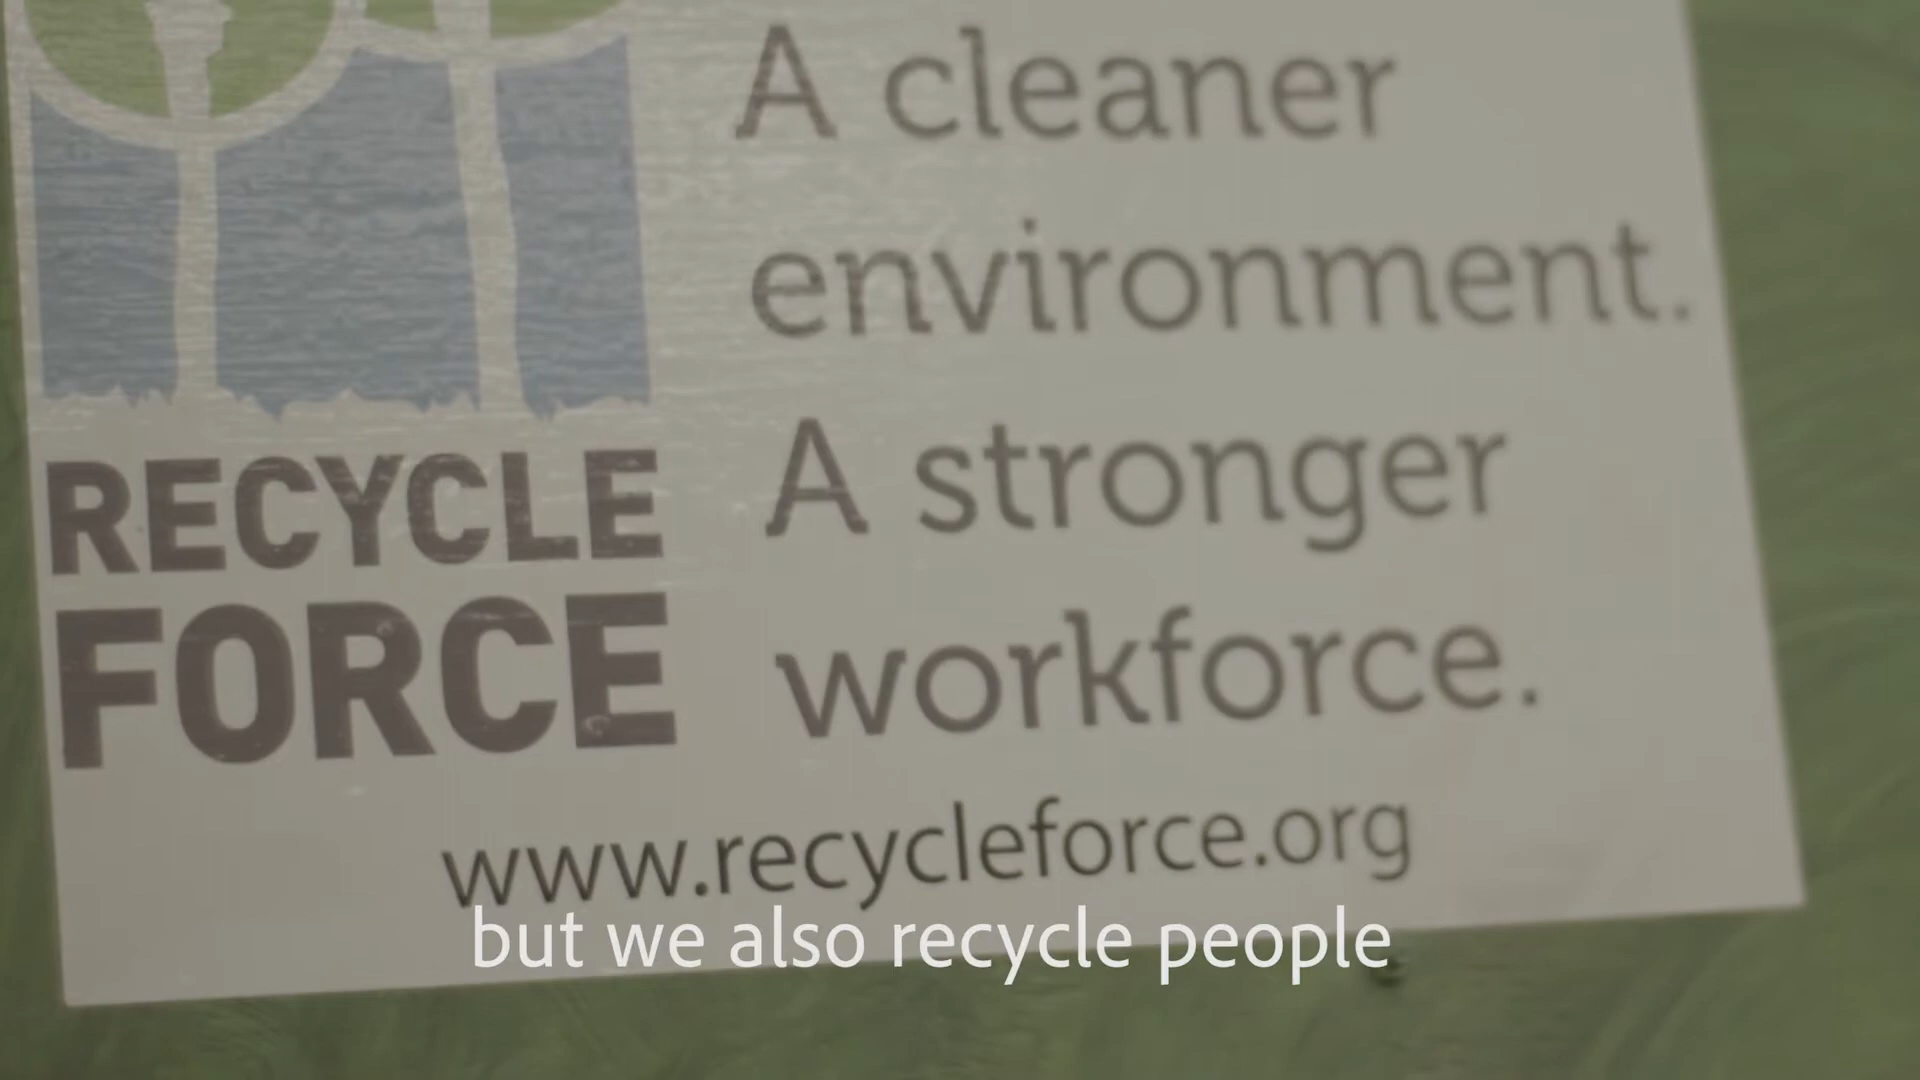 A cleaner
environment.
A stronger
workforce.
RECYCLE
FORCE
www.recycleforce.org
but we also recycle people